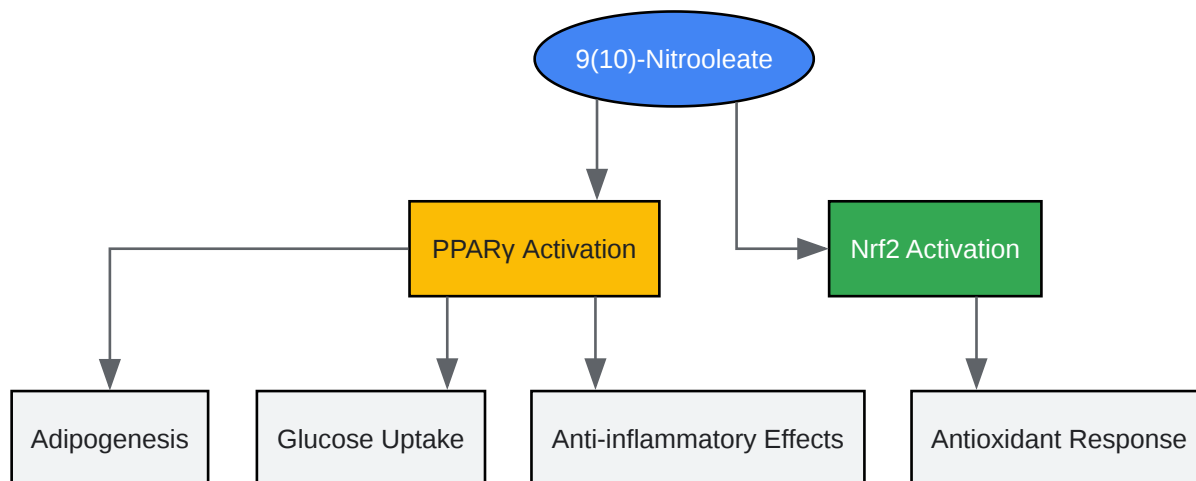 9(10)-Nitrooleate
PPARγ Activation
Nrf2 Activation
Adipogenesis
Glucose Uptake
Anti-inflammatory Effects
Antioxidant Response